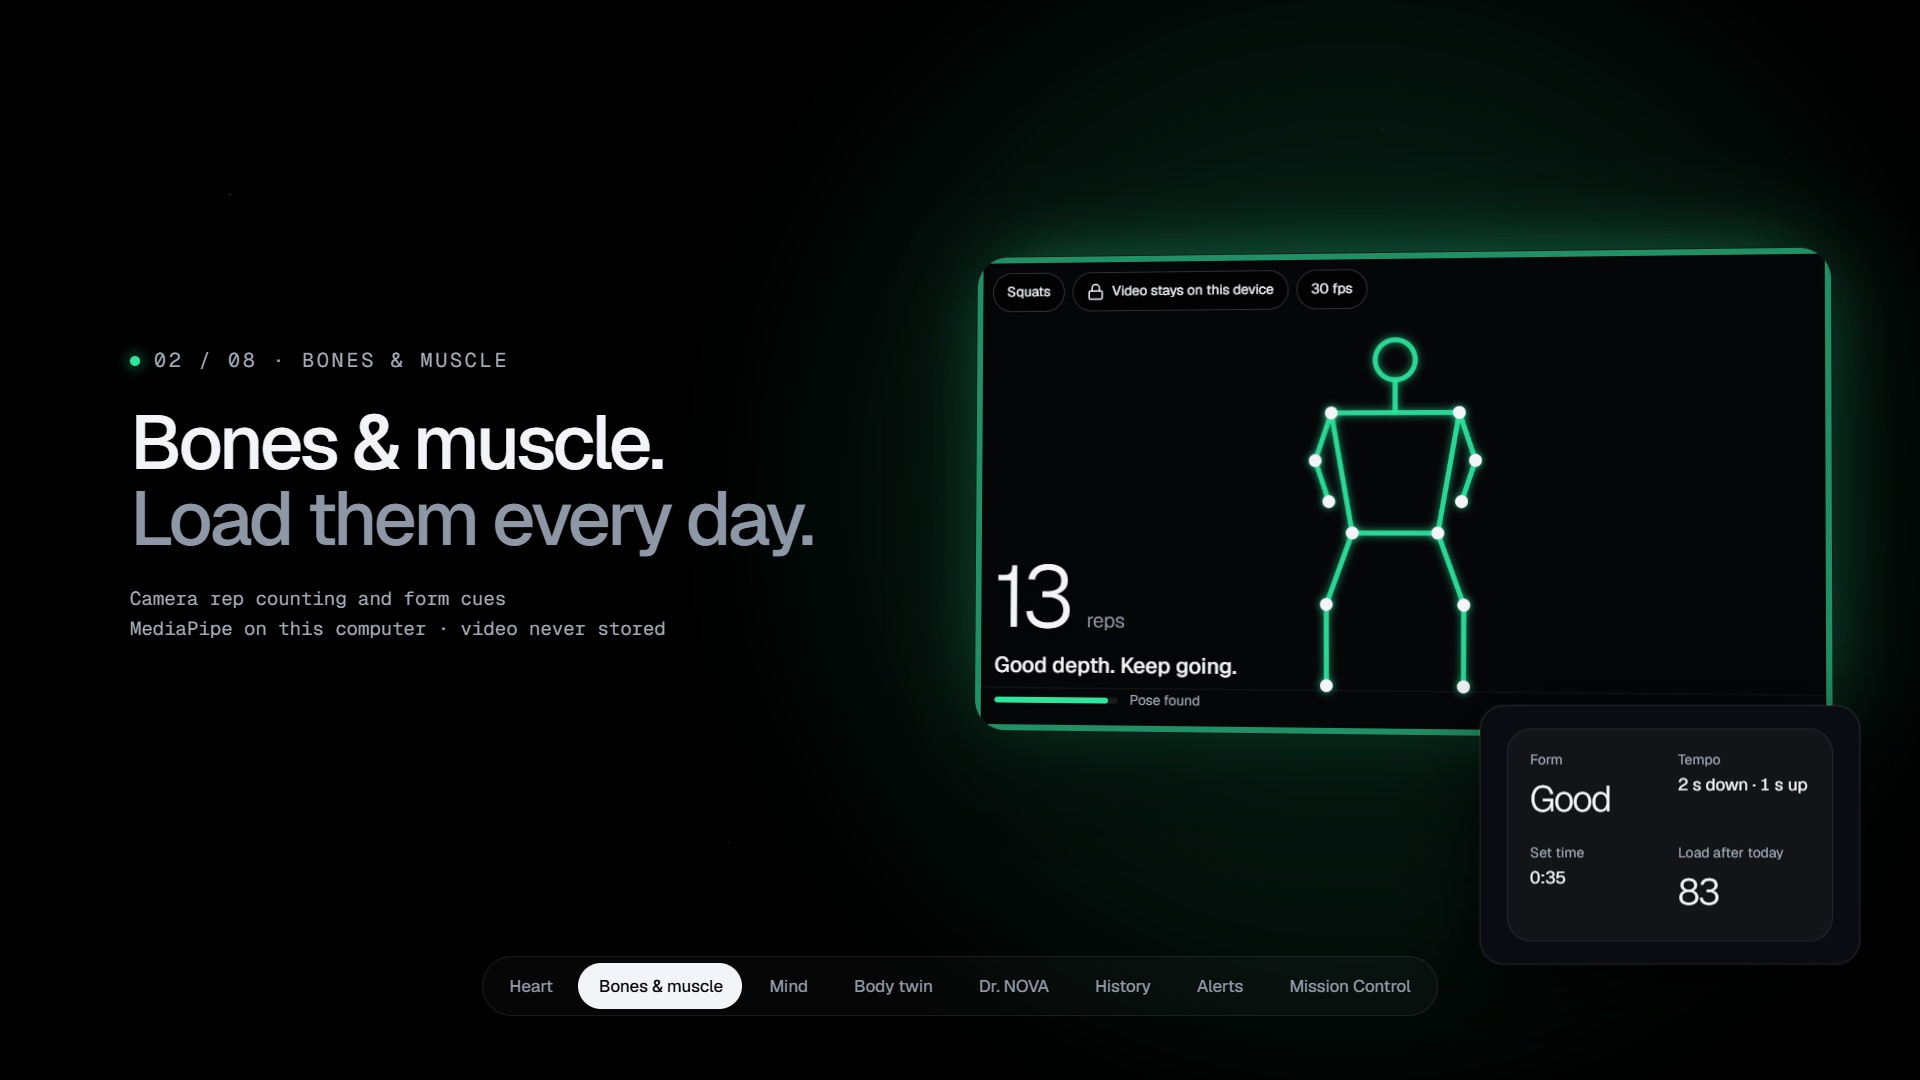 02 / 08 · BONES & MUSCLE
Bones & muscle.
Load them every day.
Camera rep counting and form cues
MediaPipe on this computer · video never stored
Squats
Video stays on this device
30 fps
13 reps
Good depth. Keep going.
Pose found
Form
Good
Tempo
2 s down · 1 s up
Set time
0:35
Load after today
83
Heart
Bones & muscle
Mind
Body twin
Dr. NOVA
History
Alerts
Mission Control